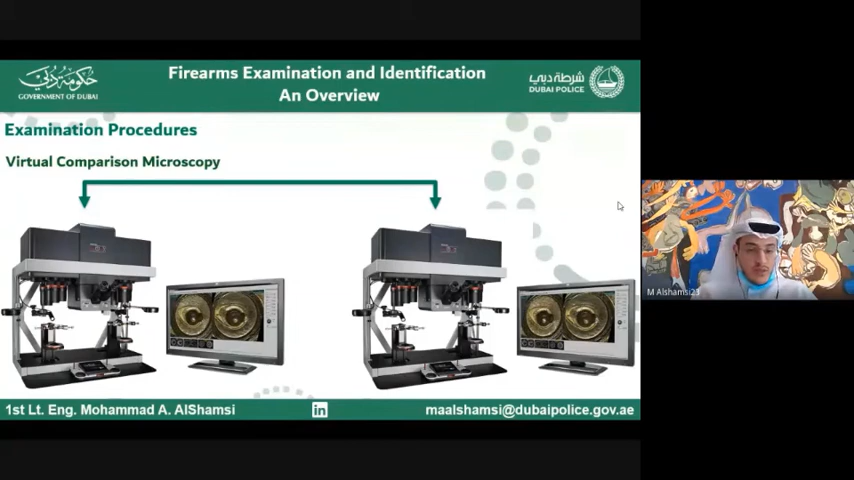 حكومة دبي
GOVERNMENT OF DUBAI
Firearms Examination and Identification
An Overview
شرطة دبي
DUBAI POLICE
Examination Procedures
Virtual Comparison Microscopy
M Alshamsi23
1st Lt. Eng. Mohammad A. AlShamsi
in
maalshamsi@dubaipolice.gov.ae